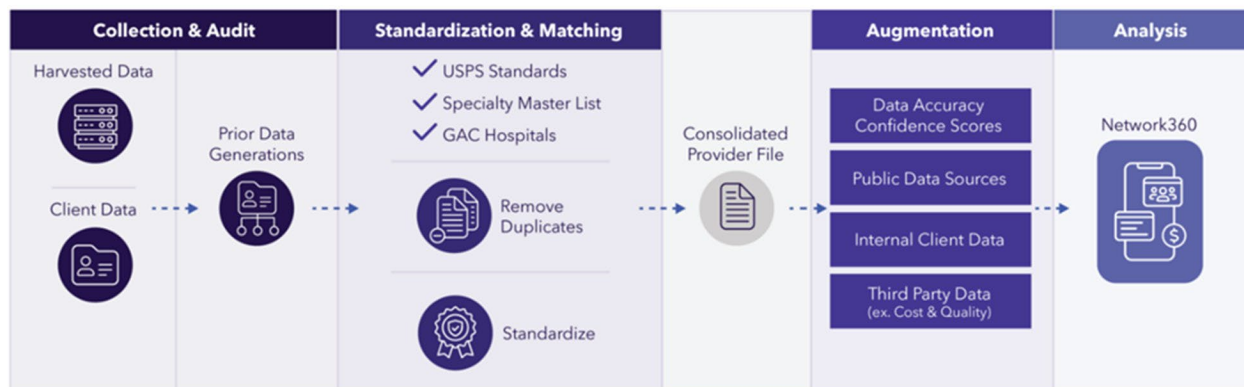 Collection & Audit
Harvested Data
Client Data
Prior Data
Generations
Standardization & Matching
USPS Standards
Specialty Master List
GAC Hospitals
Remove
Duplicates
Standardize
Consolidated
Provider File
Augmentation
Data Accuracy
Confidence Scores
Public Data Sources
Internal Client Data
Third Party Data
(ex. Cost & Quality)
Analysis
Network360
$